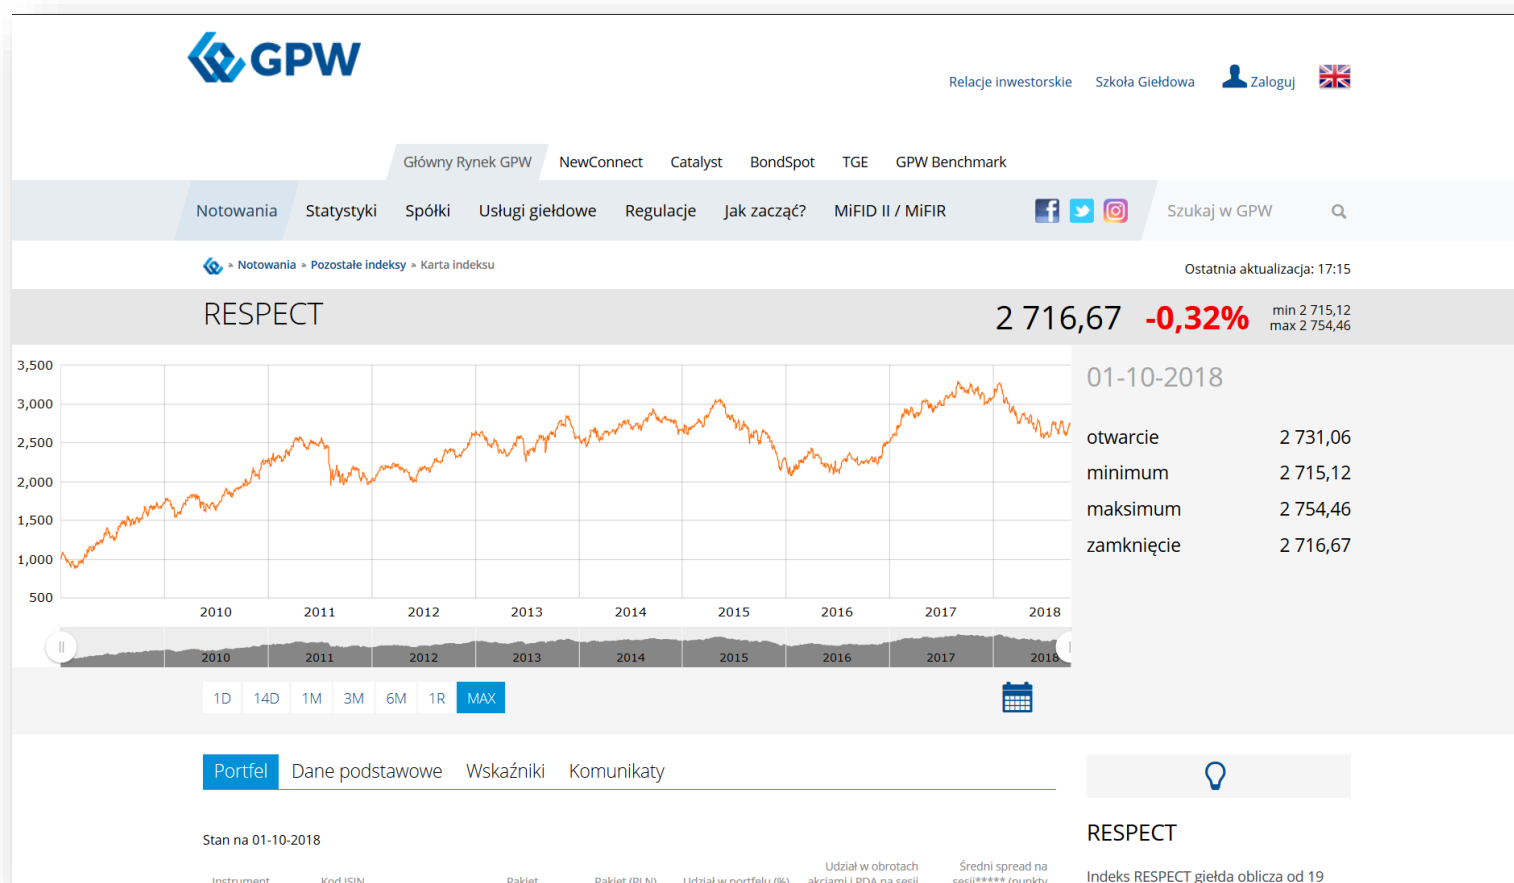 GPW
Relacje inwestorskie Szkoła Giełdowa Zaloguj
Główny Rynek GPW NewConnect Catalyst BondSpot TGE GPW Benchmark
Notowania Statystyki Spółki Usługi giełdowe Regulacje Jak zacząć? MiFID II / MiFIR Szukaj w GPW
» Notowania » Pozostałe indeksy » Karta indeksu
Ostatnia aktualizacja: 17:15
RESPECT 2 716,67 -0,32%
min 2 715,12
max 2 754,46
3,500
3,000
2,500
2,000
1,500
1,000
500
2010 2011 2012 2013 2014 2015 2016 2017 2018
2010 2011 2012 2013 2014 2015 2016 2017 2018
1D 14D 1M 3M 6M 1R MAX
01-10-2018
otwarcie 2 731,06
minimum 2 715,12
maksimum 2 754,46
zamknięcie 2 716,67
Portfel Dane podstawowe Wskaźniki Komunikaty
Stan na 01-10-2018
Instrument Kod ISIN Pakiet Pakiet (PLN) Udział w portfelu (%)
Udział w obrotach
akcjami i PDA na sesji
Średni spread na
sesji***** (punkty
RESPECT
Indeks RESPECT giełda oblicza od 19